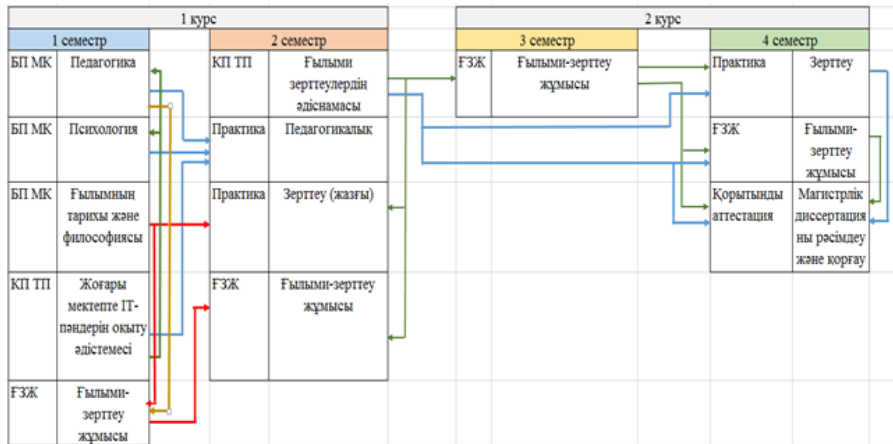 1 курс
2 курс
1 семестр
2 семестр
3 семестр
4 семестр
БП МК
Педагогика
КП ТП
Ғылыми
зерттеулердін
әдіснамасы
ҒЗЖ
Ғылыми-зерттеу
жұмысы
Практика
Зерттеу
БП МК
Психология
Практика
Педагогикалық
ҒЗЖ
Ғылыми-
зерттеу
жұмысы
БП МК
Ғылымның
тарихы және
философиясы
Практика
Зерттеу (жазғы)
Қорытынды
аттестация
Магистрлік
диссертация
ны рәсімдеу
және қорғау
КП ТП
Жоғары
мектепте IT-
пәндерін оқыту
әдістемесі
ҒЗЖ
Ғылыми-зерттеу
жұмысы
ҒЗЖ
Ғылыми-
зерттеу
жұмысы